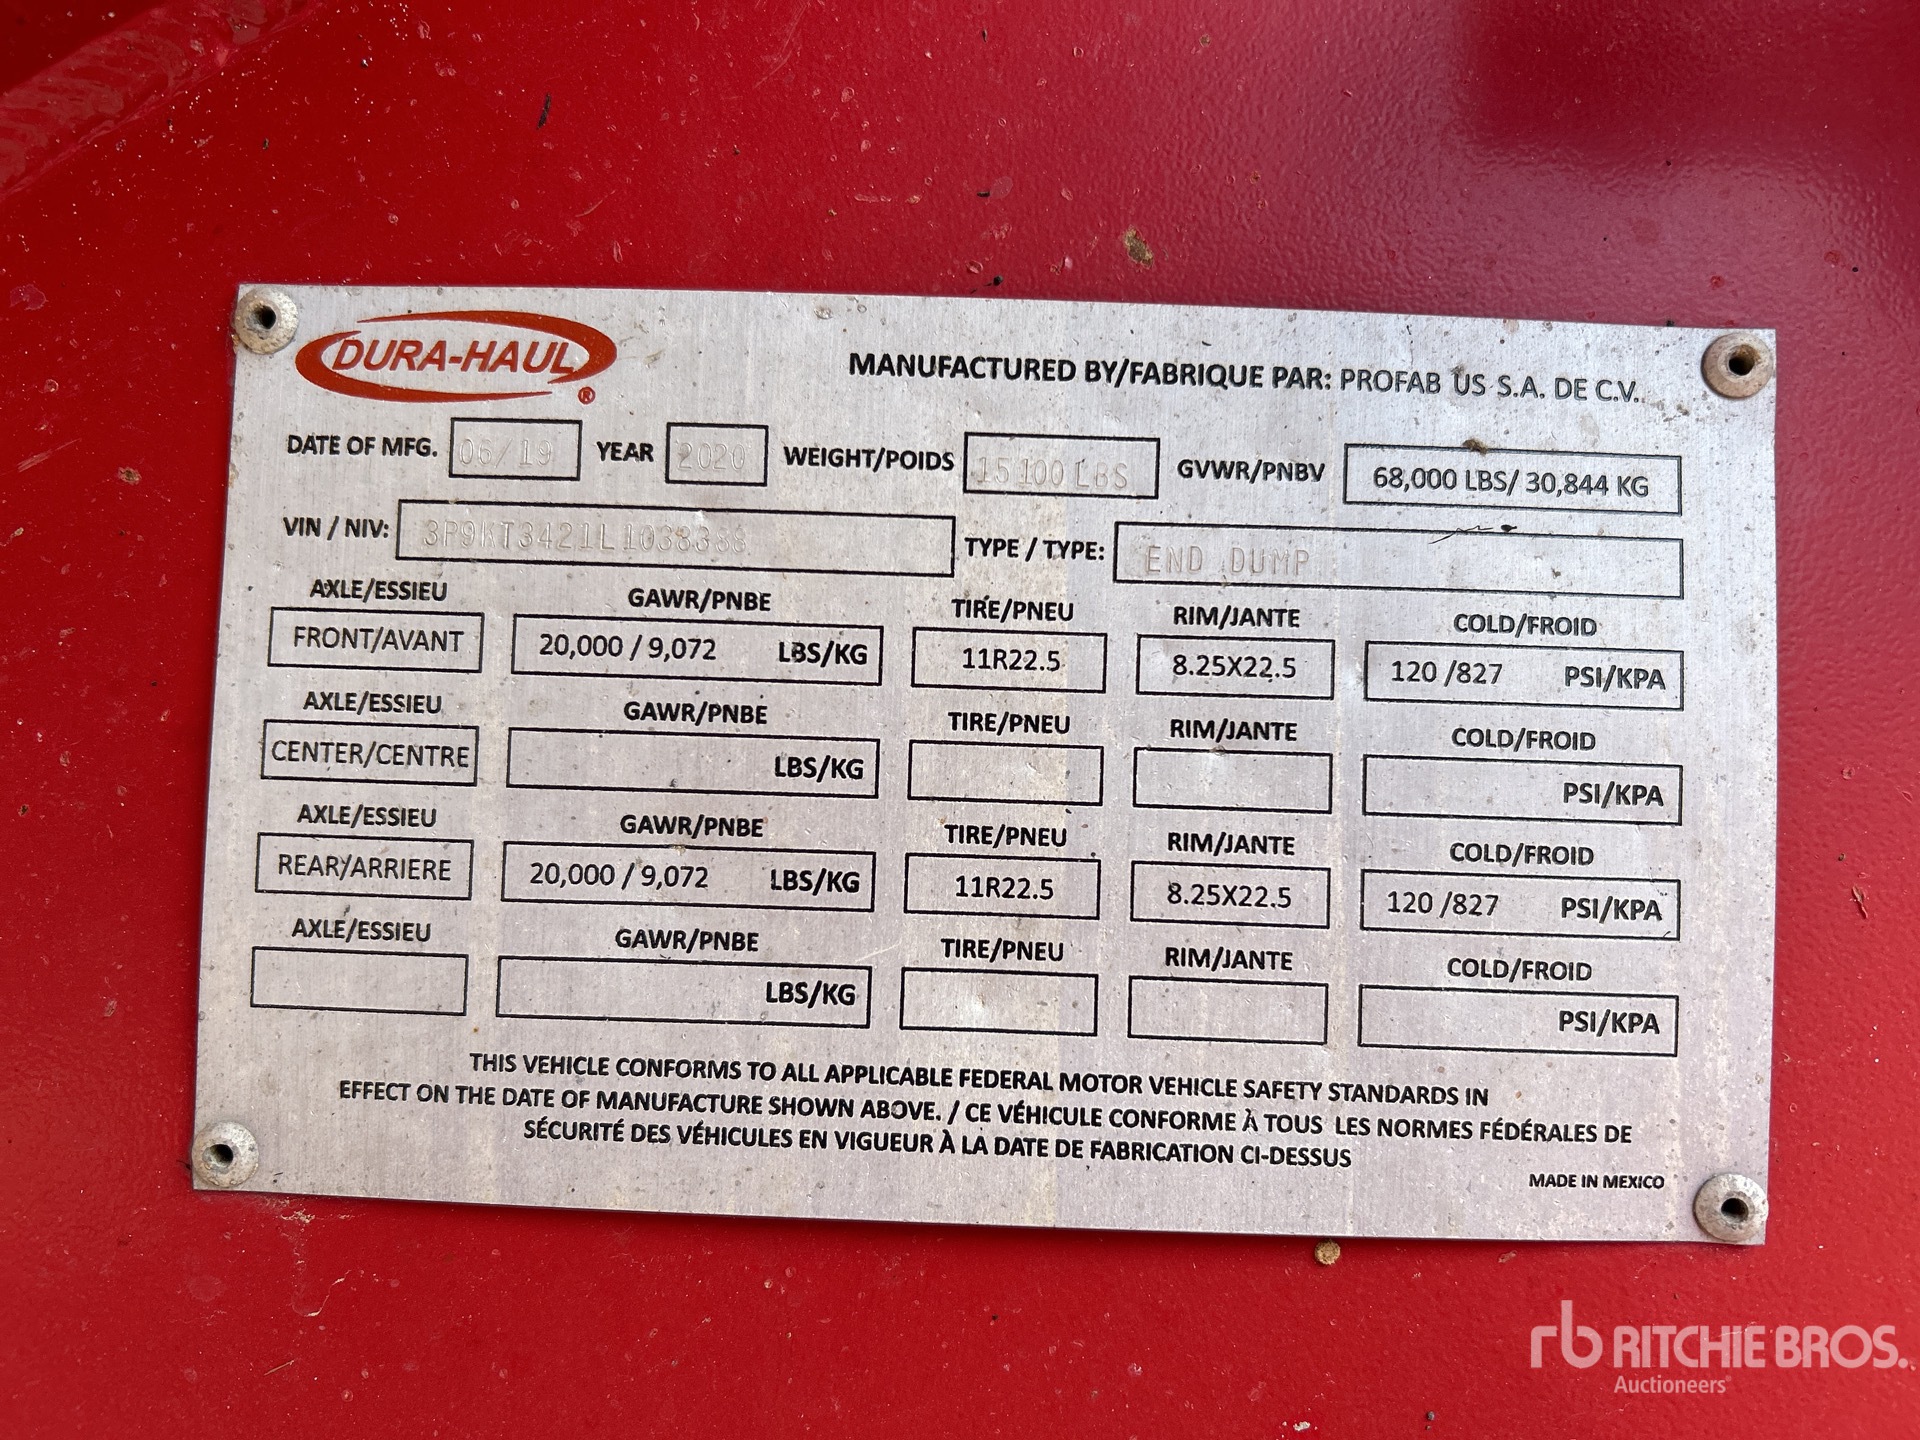 DURA-HAUL ®
MANUFACTURED BY/FABRIQUE PAR: PROFAB US S.A. DE C.V.
DATE OF MFG. 06/19 YEAR 2020 WEIGHT/POIDS 15100 LBS GVWR/PNBV 68,000 LBS/ 30,844 KG
VIN / NIV: 3P9KT3421L1038388 TYPE / TYPE: END DUMP
AXLE/ESSIEU GAWR/PNBE TIRE/PNEU RIM/JANTE COLD/FROID
FRONT/AVANT 20,000 / 9,072 LBS/KG 11R22.5 8.25X22.5 120 /827 PSI/KPA
AXLE/ESSIEU GAWR/PNBE TIRE/PNEU RIM/JANTE COLD/FROID
CENTER/CENTRE LBS/KG PSI/KPA
AXLE/ESSIEU GAWR/PNBE TIRE/PNEU RIM/JANTE COLD/FROID
REAR/ARRIERE 20,000 / 9,072 LBS/KG 11R22.5 8.25X22.5 120 /827 PSI/KPA
AXLE/ESSIEU GAWR/PNBE TIRE/PNEU RIM/JANTE COLD/FROID
LBS/KG PSI/KPA
THIS VEHICLE CONFORMS TO ALL APPLICABLE FEDERAL MOTOR VEHICLE SAFETY STANDARDS IN
EFFECT ON THE DATE OF MANUFACTURE SHOWN ABOVE. / CE VÉHICULE CONFORME À TOUS LES NORMES FÉDÉRALES DE
SÉCURITÉ DES VÉHICULES EN VIGUEUR À LA DATE DE FABRICATION CI-DESSUS
MADE IN MEXICO
rb RITCHIE BROS.
Auctioneers